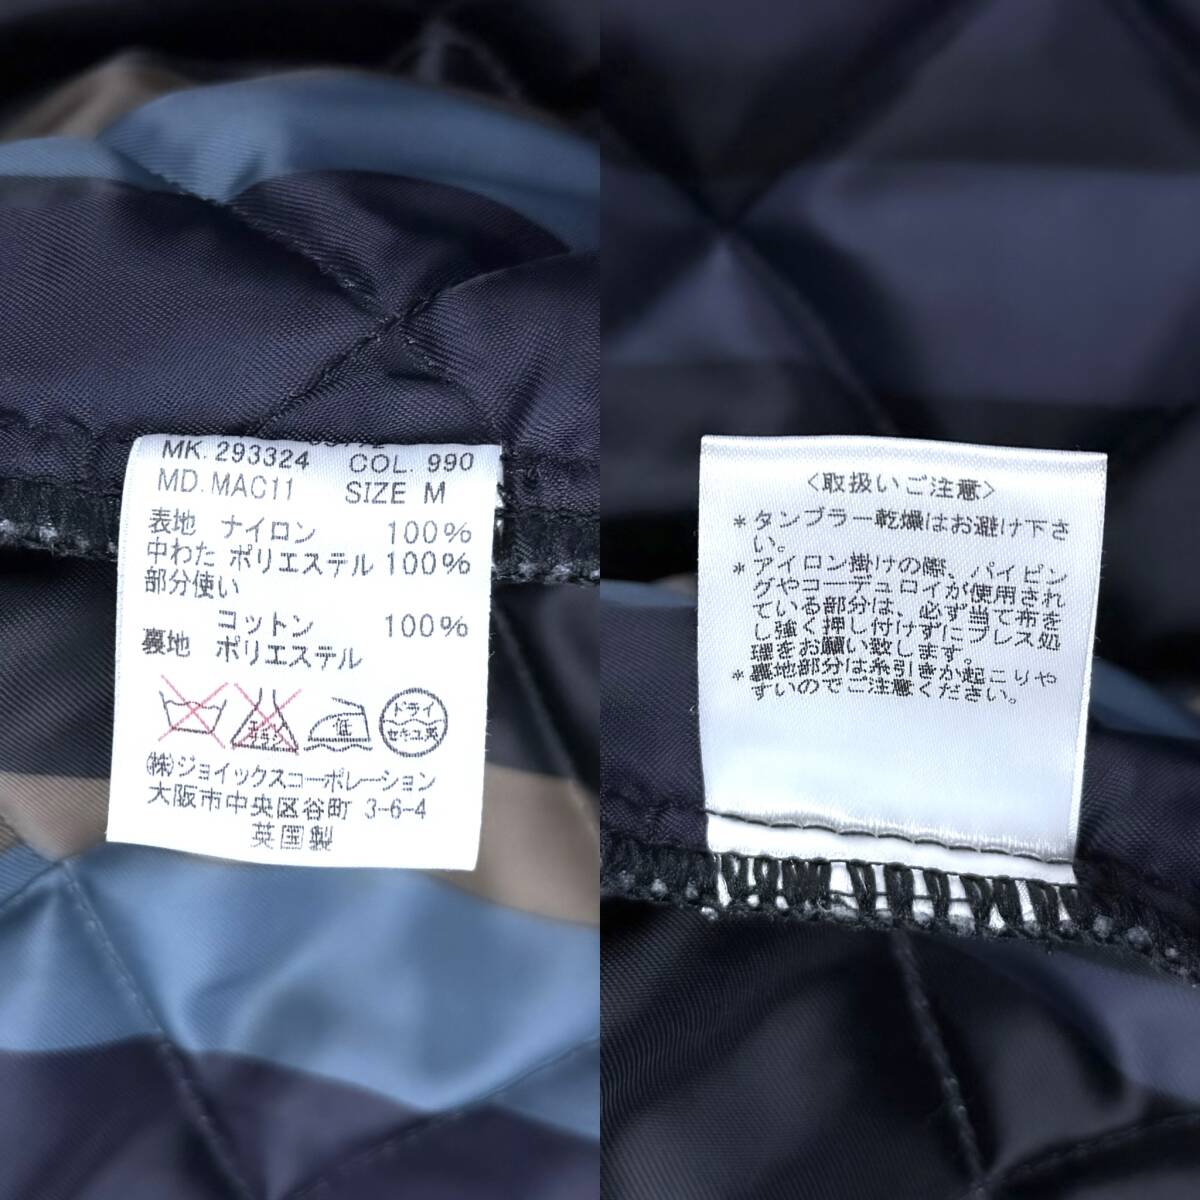 MK. 293324 COL. 990
MD. MAC11 SIZE M
表地 ナイロン 100%
中わた ポリエステル 100%
部分使い
コットン 100%
裏地 ポリエステル
エンソ サラシ
低
ドライ
セキユ系
㈱ジョイックスコーポレーション
大阪市中央区谷町 3-6-4
英国製
<取扱いご注意>
*タンブラー乾燥はお避け下さ
い。
*アイロン掛けの際、パイピン
グやコーデュロイが使用され
ている部分は、必ず当て布を
し強く押し付けずにプレス処
理をお願い致します。
*裏地部分は糸引きが起こりや
すいのでご注意ください。